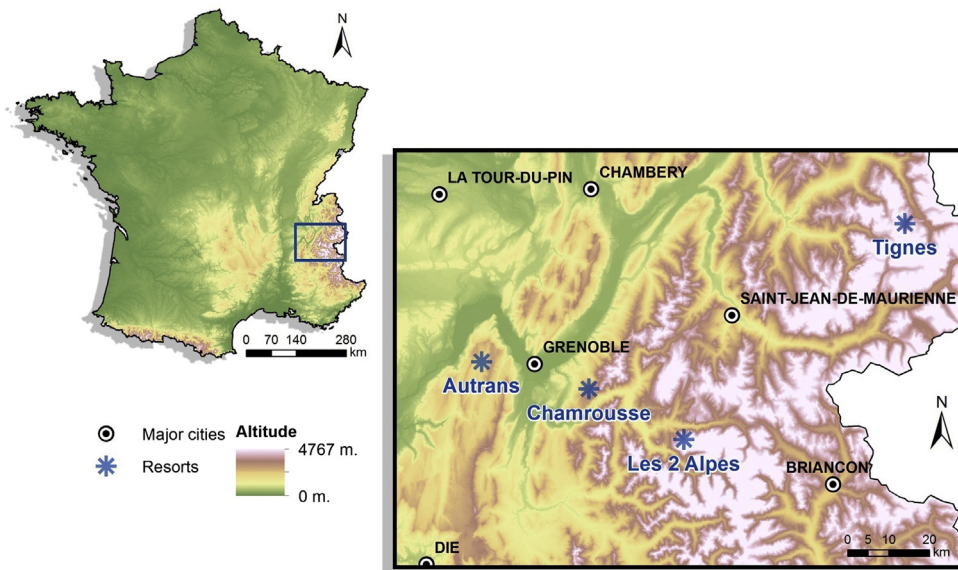 N
0 70 140 280
km
Major cities
Resorts
Altitude
4767 m.
0 m.
LA TOUR-DU-PIN
CHAMBERY
Tignes
SAINT-JEAN-DE-MAURIENNE
GRENOBLE
Autrans
Chamrousse
Les 2 Alpes
BRIANCON
N
DIE
0 5 10 20
km